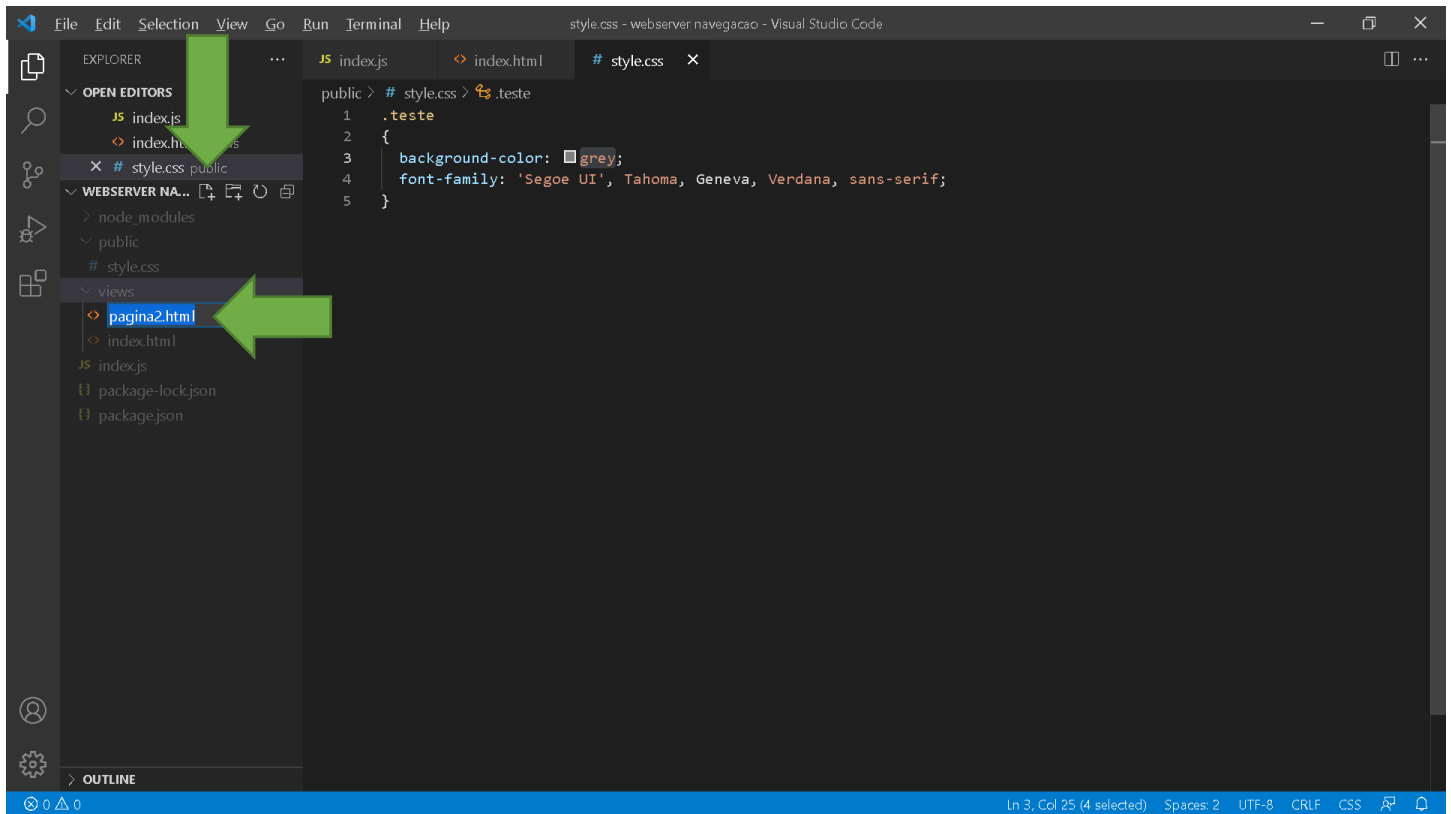 File Edit Selection View Go Run Terminal Help style.css - webserver navegacao - Visual Studio Code
EXPLORER
JS index.js <> index.html # style.css
OPEN EDITORS
public > # style.css > .teste
JS index.js
<> index.ht
# style.css public
WEBSERVER NA...
node_modules
public
# style.css
views
<> pagina2.html
<> index.html
JS index.js
{} package-lock.json
{} package.json
OUTLINE
1 .teste
2 {
3 background-color: grey;
4 font-family: 'Segoe UI', Tahoma, Geneva, Verdana, sans-serif;
5 }
0 0 Ln 3, Col 25 (4 selected) Spaces: 2 UTF-8 CRLF CSS